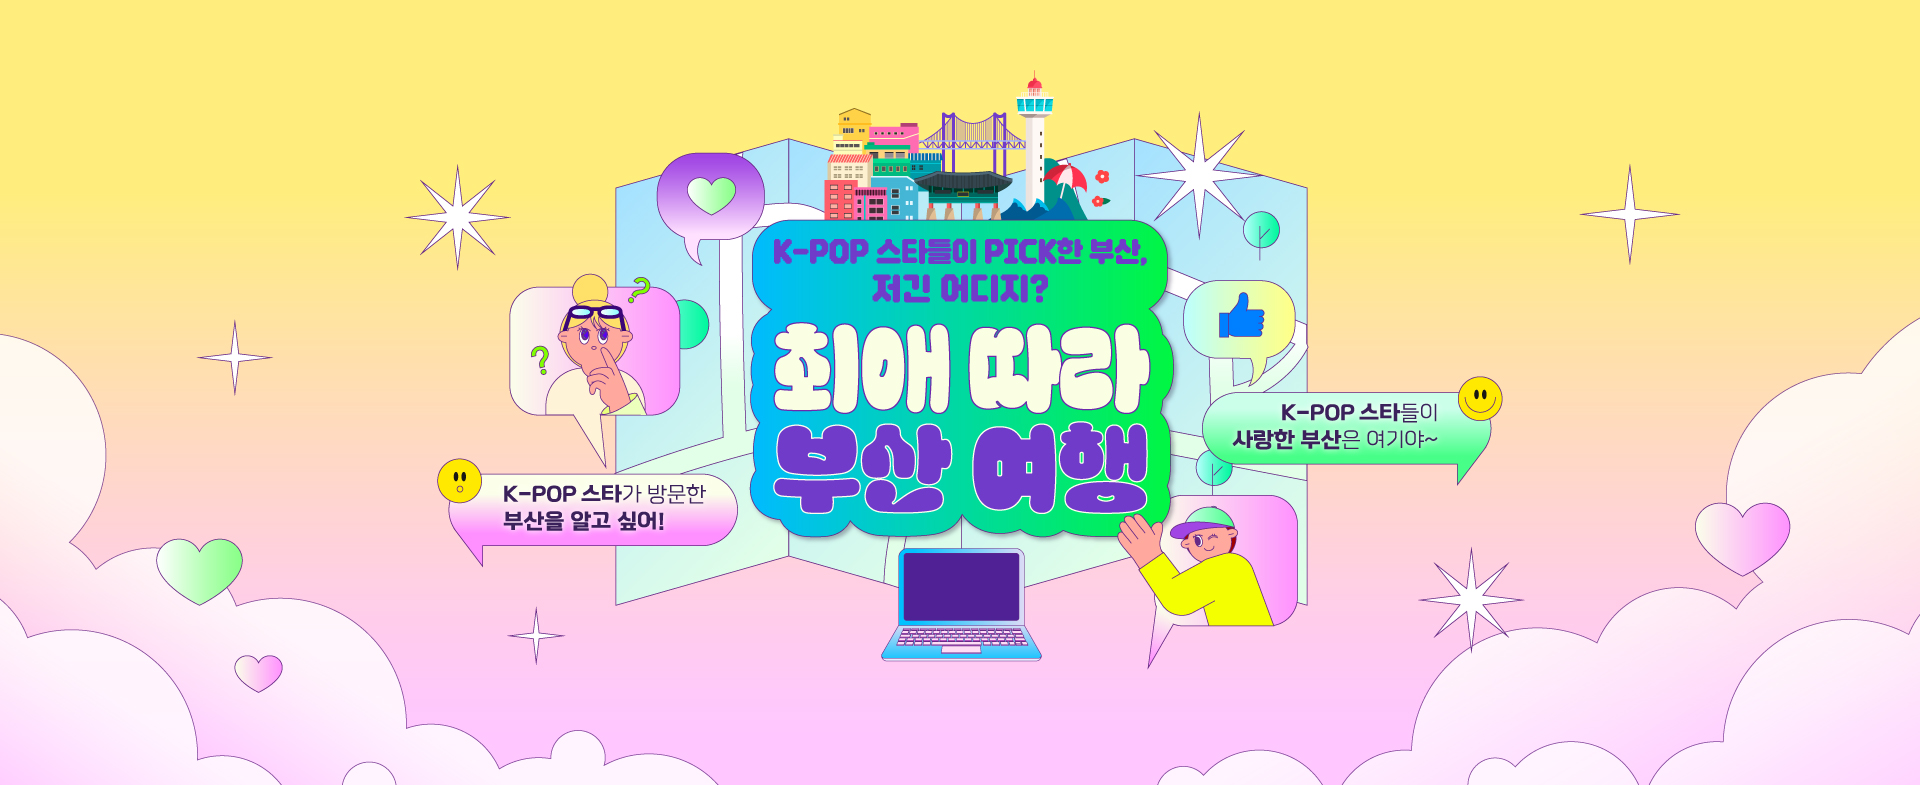 K-POP 스타들이 PICK한 부산,
저긴 어디지?
최애 따라
부산 여행
?
?
K-POP 스타가 방문한
부산을 알고 싶어!
K-POP 스타들이
사랑한 부산은 여기야~